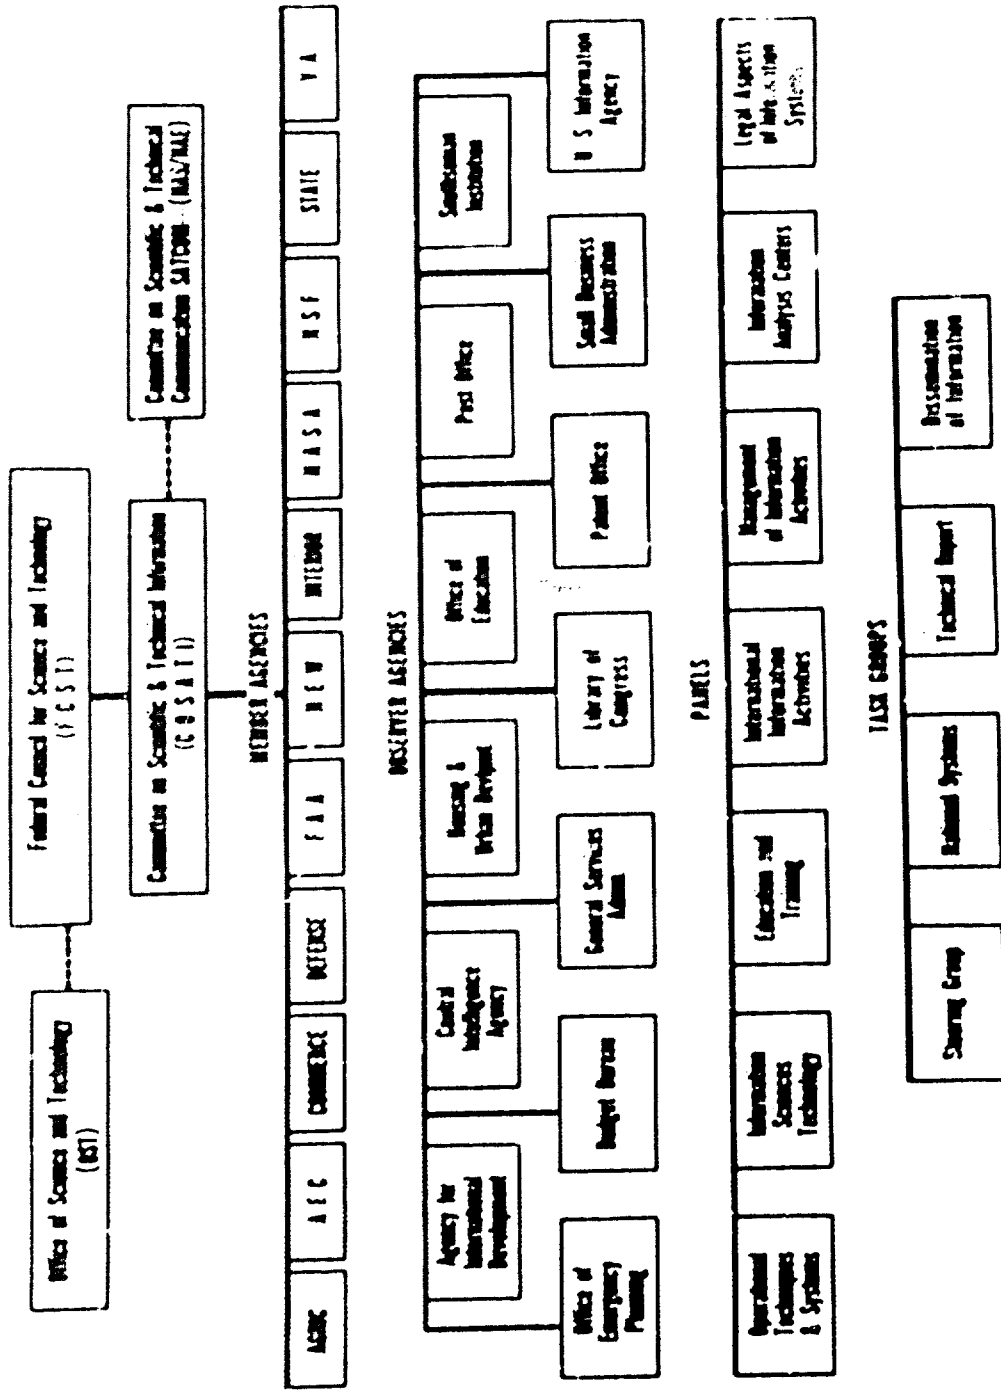 Federal Council for Science and Technology
(F C S T)
Office of Science and Technology
(OST)
Committee on Scientific & Technical Information
(C O S A T I)
Committee on Scientific & Technical
Communication SATCOM (NAS/NAE)
MEMBER AGENCIES
AGRIC
A E C
COMMERCE
DEFENSE
F A A
H E W
INTERIOR
N A S A
N S F
STATE
V A
OBSERVER AGENCIES
Agency for
International
Development
Central
Intelligence
Agency
Housing &
Urban Devlpmt
Office of
Education
Post Office
Smithsonian
Institution
Office of
Emergency
Planning
Budget Bureau
General Services
Admin
Library of
Congress
Patent Office
Small Business
Administration
U S Information
Agency
PANELS
Operational
Techniques
& Systems
Information
Sciences
Technology
Education and
Training
International
Information
Activities
Management
of Information
Activities
Information
Analysis Centers
Legal Aspects
of Information
Systems
TASK GROUPS
Steering Group
National Systems
Technical Report
Dissemination
of Information